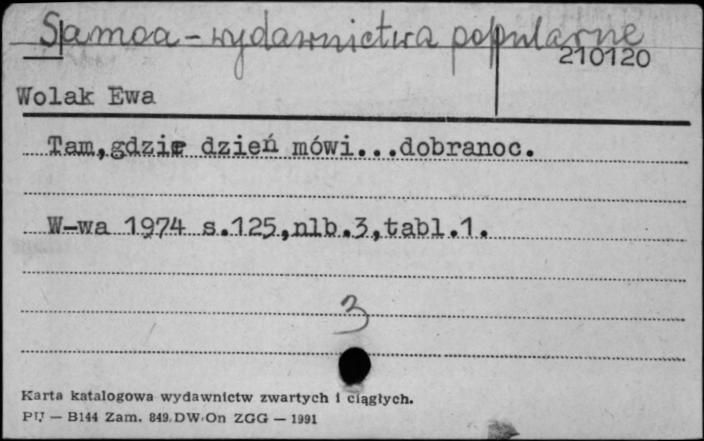 Samoa - wydawnictwa popularne
210120
Wolak Ewa
Tam,gdzie dzień mówi...dobranoc.
W-wa 1974 s.125,nlb.3,tabl.1.
3
Karta katalogowa wydawnictw zwartych i ciągłych.
PU — B144 Zam. 849 DW·On ZGG — 1991